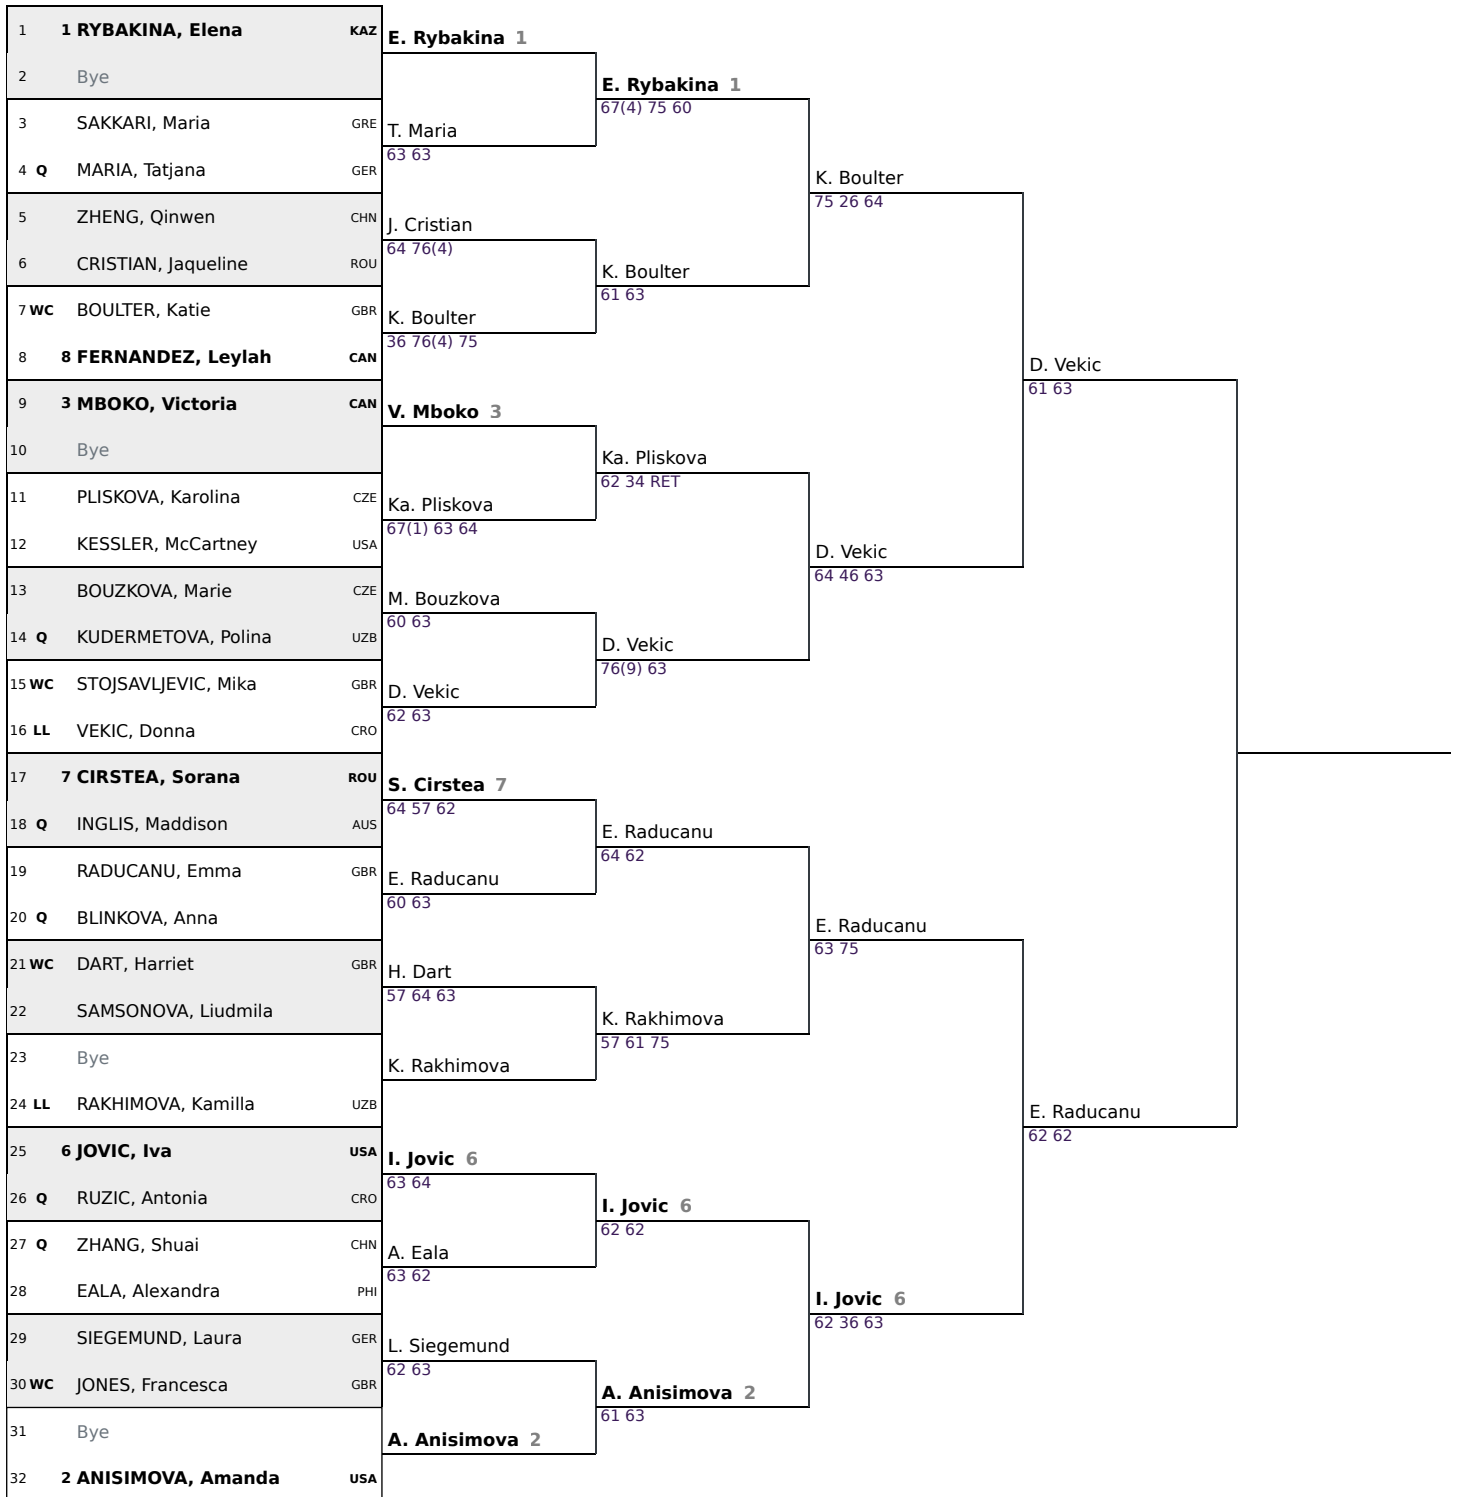 1 1 RYBAKINA, Elena KAZ
2 Bye
3 SAKKARI, Maria GRE
4 Q MARIA, Tatjana GER
5 ZHENG, Qinwen CHN
6 CRISTIAN, Jaqueline ROU
7 WC BOULTER, Katie GBR
8 8 FERNANDEZ, Leylah CAN
9 3 MBOKO, Victoria CAN
10 Bye
11 PLISKOVA, Karolina CZE
12 KESSLER, McCartney USA
13 BOUZKOVA, Marie CZE
14 Q KUDERMETOVA, Polina UZB
15 WC STOJSAVLJEVIC, Mika GBR
16 LL VEKIC, Donna CRO
17 7 CIRSTEA, Sorana ROU
18 Q INGLIS, Maddison AUS
19 RADUCANU, Emma GBR
20 Q BLINKOVA, Anna
21 WC DART, Harriet GBR
22 SAMSONOVA, Liudmila
23 Bye
24 LL RAKHIMOVA, Kamilla UZB
25 6 JOVIC, Iva USA
26 Q RUZIC, Antonia CRO
27 Q ZHANG, Shuai CHN
28 EALA, Alexandra PHI
29 SIEGEMUND, Laura GER
30 WC JONES, Francesca GBR
31 Bye
32 2 ANISIMOVA, Amanda USA
E. Rybakina 1
T. Maria
63 63
J. Cristian
64 76(4)
K. Boulter
36 76(4) 75
V. Mboko 3
Ka. Pliskova
67(1) 63 64
M. Bouzkova
60 63
D. Vekic
62 63
S. Cirstea 7
64 57 62
E. Raducanu
60 63
H. Dart
57 64 63
K. Rakhimova
I. Jovic 6
63 64
A. Eala
63 62
L. Siegemund
62 63
A. Anisimova 2
E. Rybakina 1
67(4) 75 60
K. Boulter
61 63
Ka. Pliskova
62 34 RET
D. Vekic
76(9) 63
E. Raducanu
64 62
K. Rakhimova
57 61 75
I. Jovic 6
62 62
A. Anisimova 2
61 63
K. Boulter
75 26 64
D. Vekic
64 46 63
E. Raducanu
63 75
I. Jovic 6
62 36 63
D. Vekic
61 63
E. Raducanu
62 62